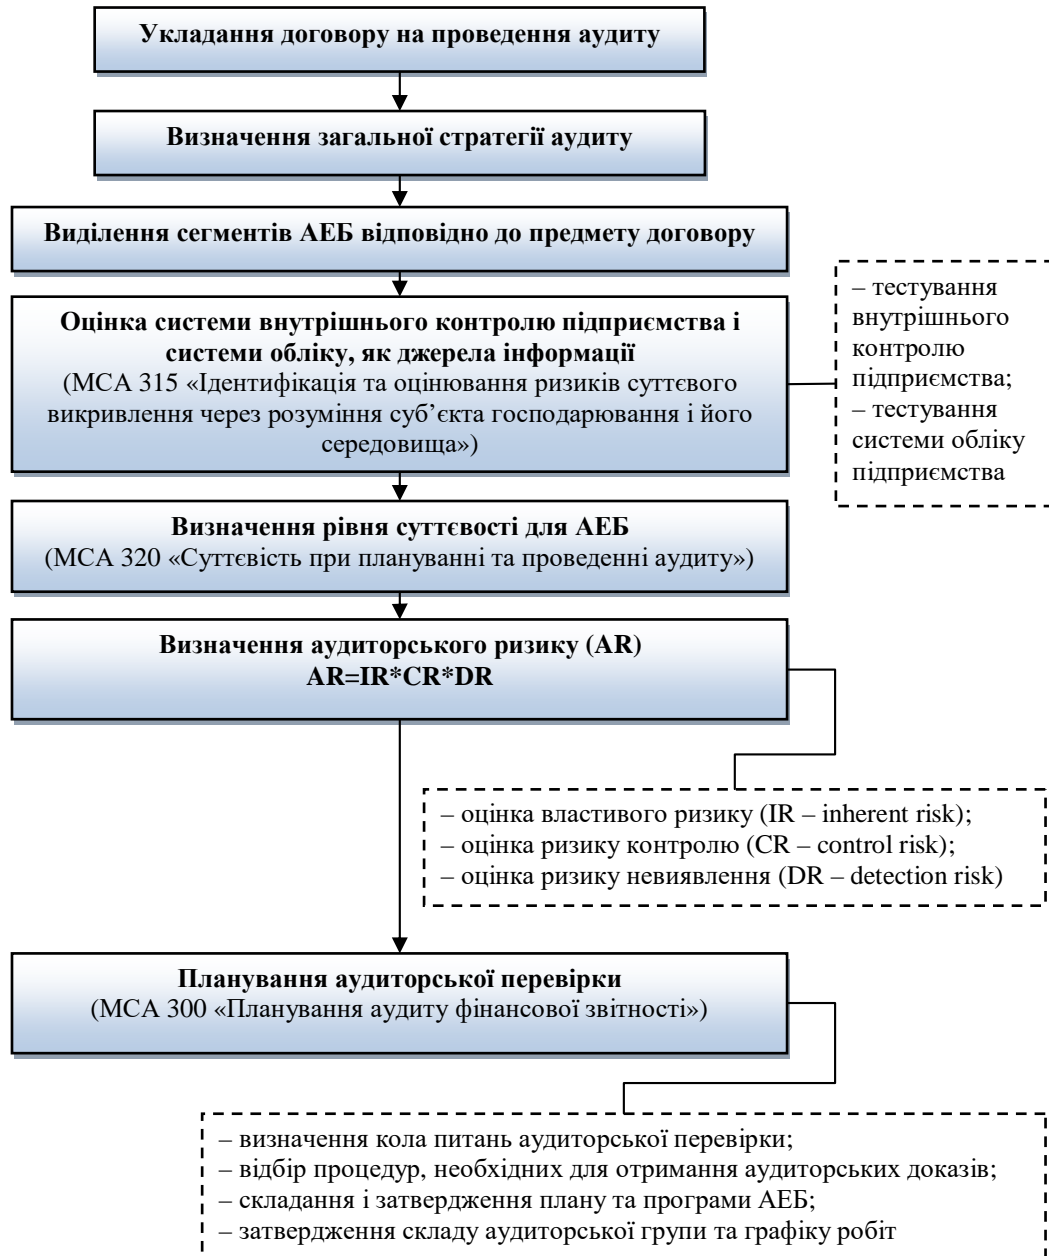 Укладання договору на проведення аудиту
Визначення загальної стратегії аудиту
Виділення сегментів АЕБ відповідно до предмету договору
Оцінка системи внутрішнього контролю підприємства і
системи обліку, як джерела інформації
(МСА 315 «Ідентифікація та оцінювання ризиків суттєвого
викривлення через розуміння суб’єкта господарювання і його
середовища»)
– тестування
внутрішнього
контролю
підприємства;
– тестування
системи обліку
підприємства
Визначення рівня суттєвості для АЕБ
(МСА 320 «Суттєвість при плануванні та проведенні аудиту»)
Визначення аудиторського ризику (AR)
AR=IR*CR*DR
– оцінка властивого ризику (IR – inherent risk);
– оцінка ризику контролю (CR – control risk);
– оцінка ризику невиявлення (DR – detection risk)
Планування аудиторської перевірки
(МСА 300 «Планування аудиту фінансової звітності»)
– визначення кола питань аудиторської перевірки;
– відбір процедур, необхідних для отримання аудиторських доказів;
– складання і затвердження плану та програми АЕБ;
– затвердження складу аудиторської групи та графіку робіт